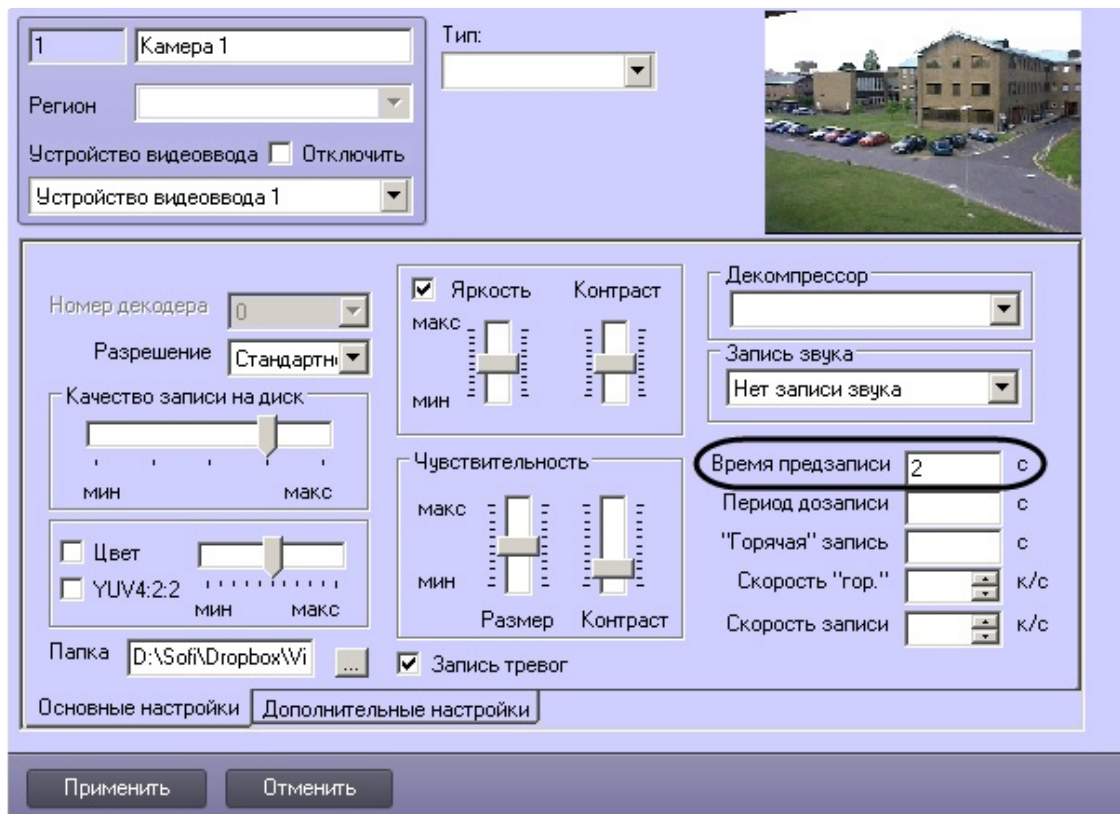 1
Камера 1
Тип:
Регион
Устройство видеоввода
Отключить
Устройство видеоввода 1
Номер декодера
0
Разрешение
Стандартн
Качество записи на диск
мин
макс
Цвет
YUV4:2:2
мин
макс
Папка
D:\Sofi\Dropbox\Vi
...
Яркость
Контраст
макс
мин
Чувствительность
макс
мин
Размер
Контраст
Запись тревог
Декомпрессор
Запись звука
Нет записи звука
Время предзаписи 2 с
Период дозаписи с
"Горячая" запись с
Скорость "гор." к/с
Скорость записи к/с
Основные настройки
Дополнительные настройки
Применить
Отменить